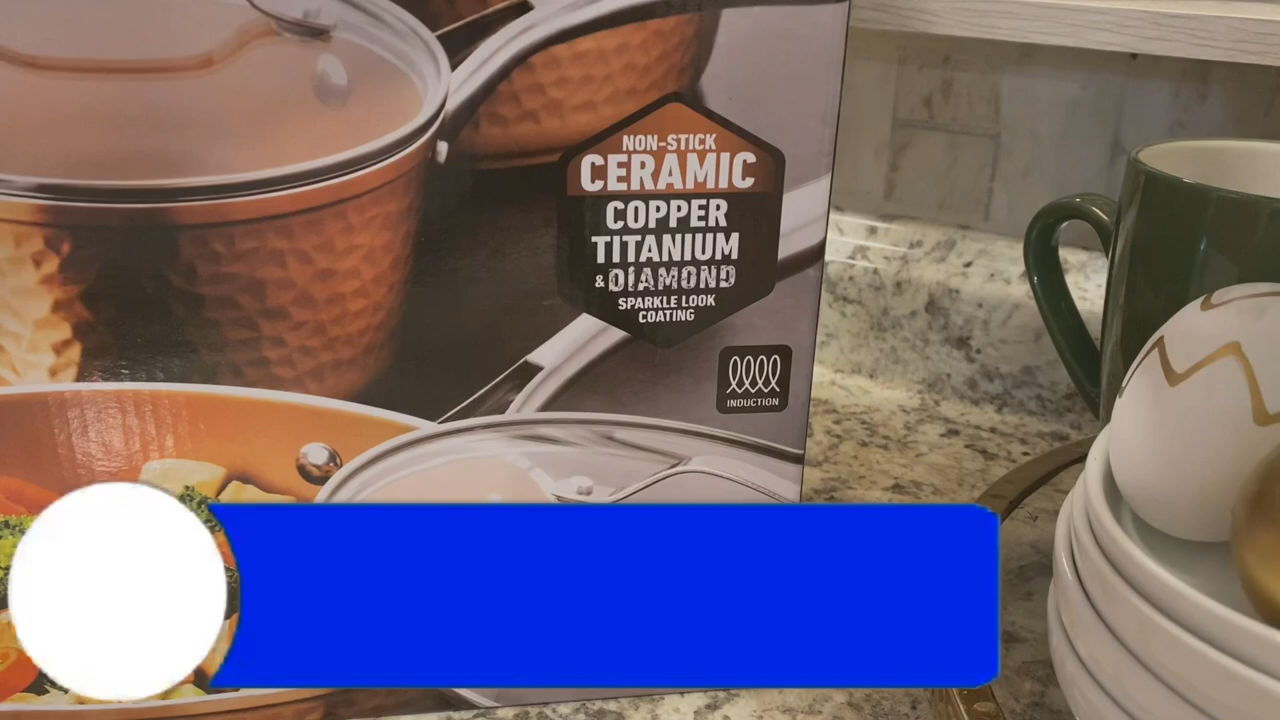 NON-STICK
CERAMIC
COPPER
TITANIUM
& DIAMOND
SPARKLE LOOK
COATING
INDUCTION